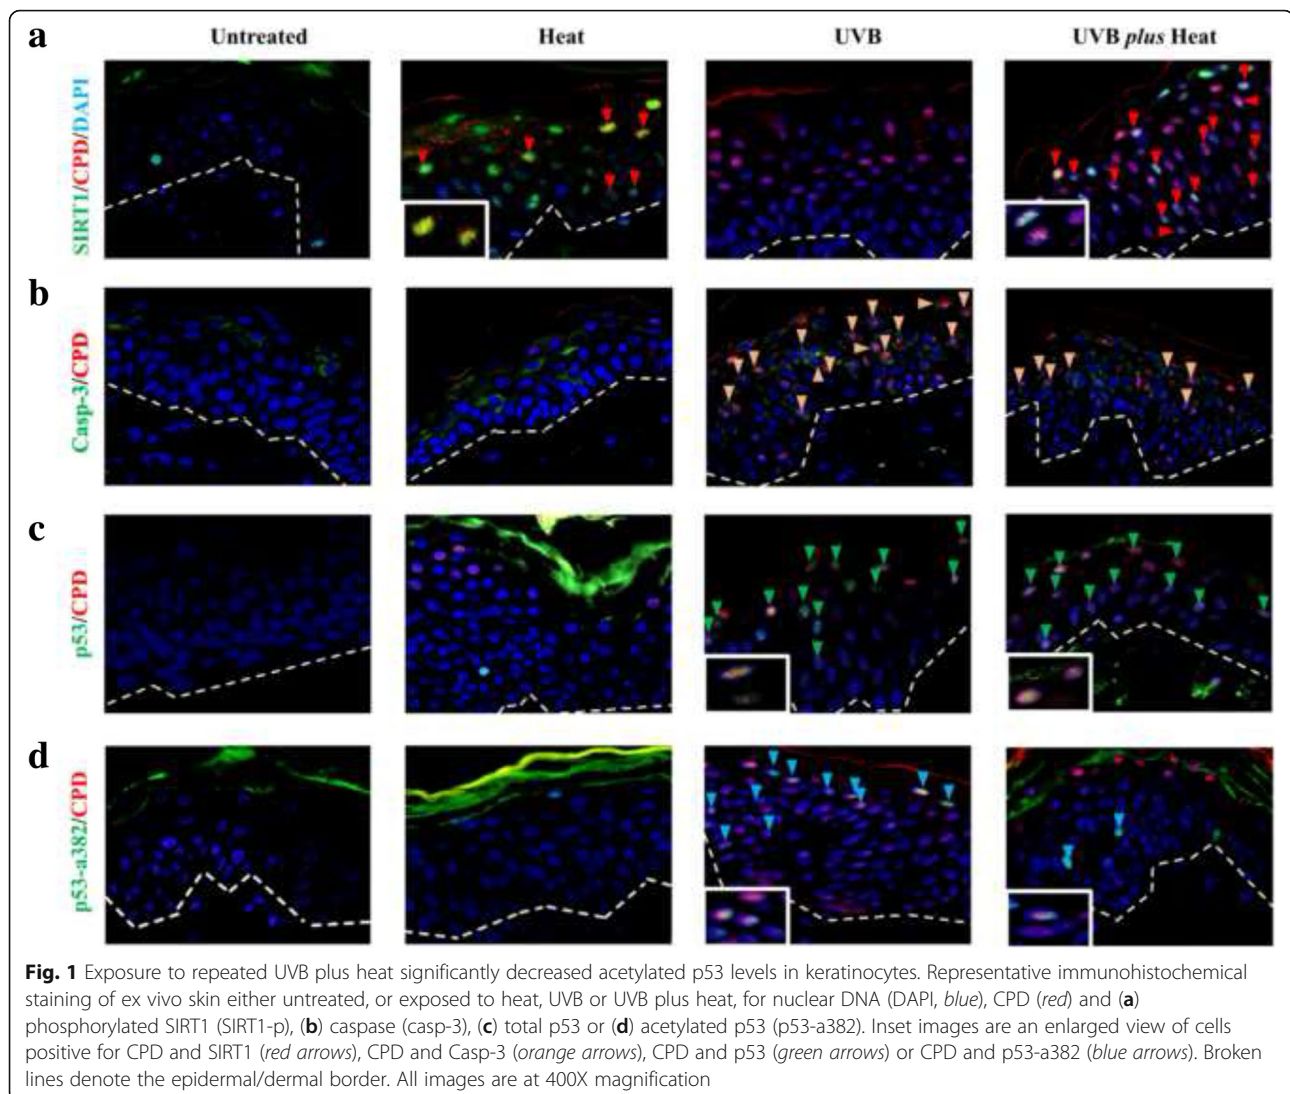 a
Untreated Heat UVB UVB plus Heat
SIRT1/CPD/DAPI
b
Casp-3/CPD
c
p53/CPD
d
p53-a382/CPD
Fig. 1 Exposure to repeated UVB plus heat significantly decreased acetylated p53 levels in keratinocytes. Representative immunohistochemical
staining of ex vivo skin either untreated, or exposed to heat, UVB or UVB plus heat, for nuclear DNA (DAPI, blue), CPD (red) and (a)
phosphorylated SIRT1 (SIRT1-p), (b) caspase (casp-3), (c) total p53 or (d) acetylated p53 (p53-a382). Inset images are an enlarged view of cells
positive for CPD and SIRT1 (red arrows), CPD and Casp-3 (orange arrows), CPD and p53 (green arrows) or CPD and p53-a382 (blue arrows). Broken
lines denote the epidermal/dermal border. All images are at 400X magnification